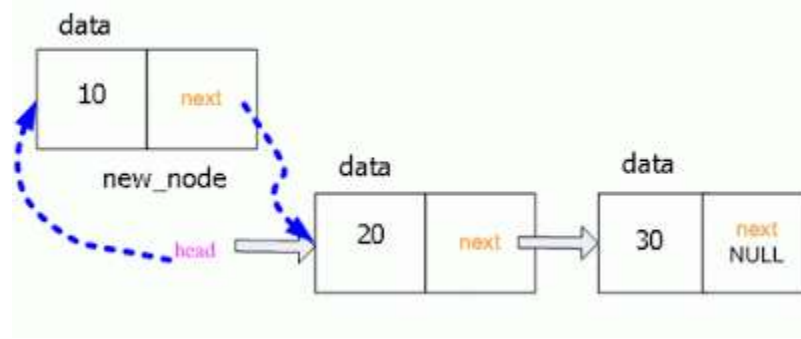 data
10 next
new_node
data
data
head
20 next
30 next
NULL